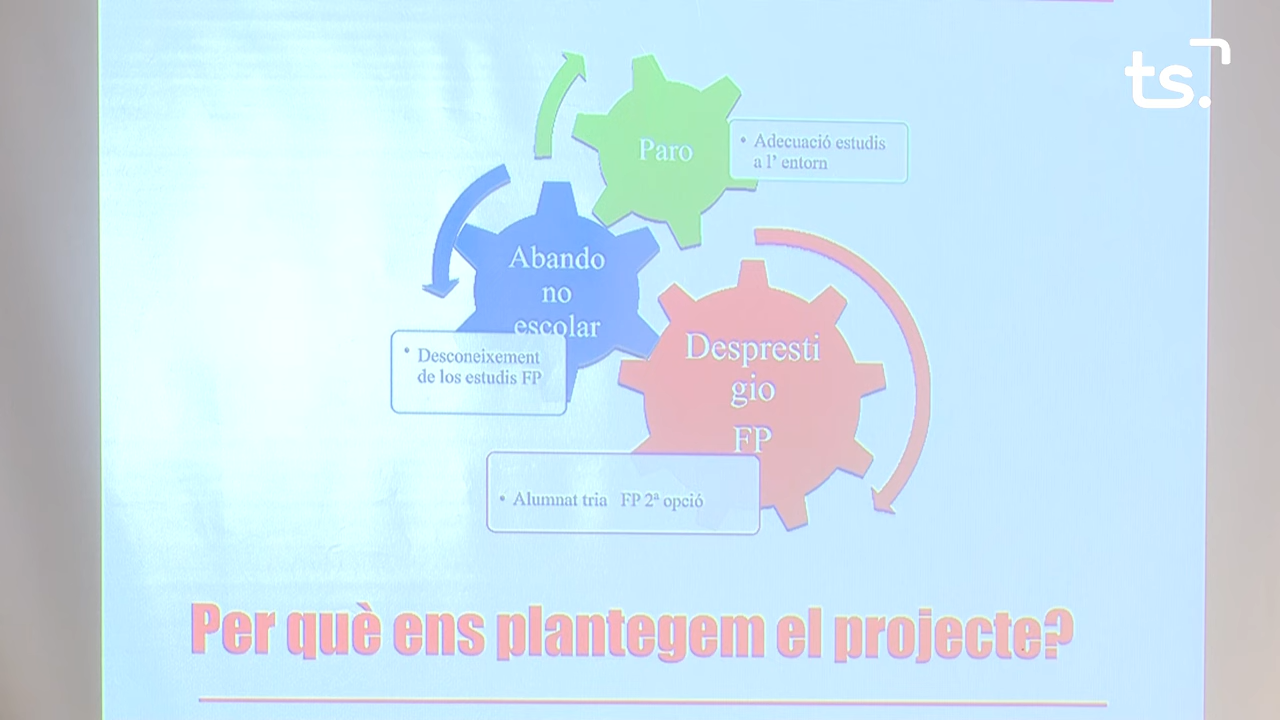 ts.
Paro
• Adecuació estudis
a l' entorn
Abando
no
escolar
• Desconeixement
de los estudis FP
Despresti
gio
FP
• Alumnat tria FP 2ª opció
Per què ens plantegem el projecte?